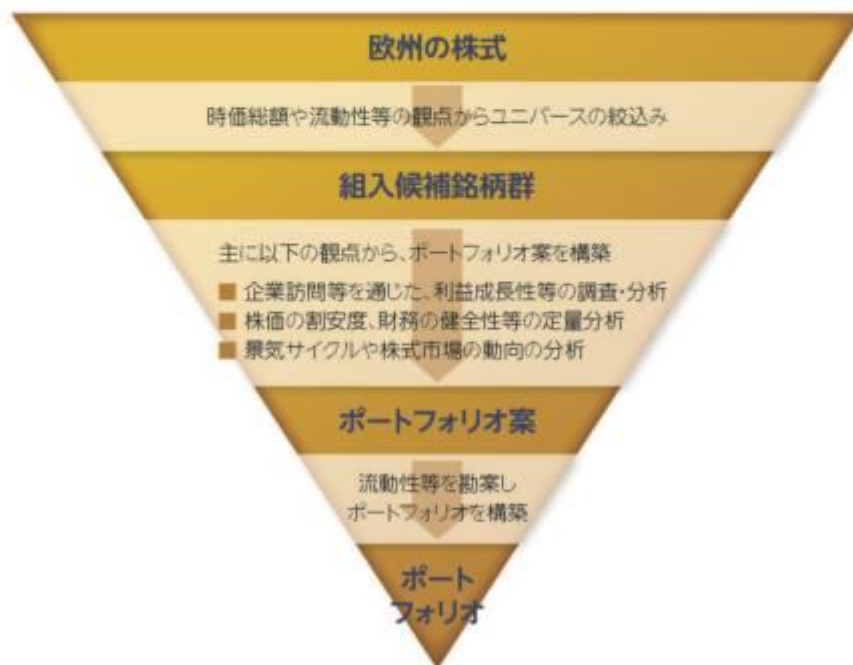 欧州の株式
時価総額や流動性等の観点からユニバースの絞込み
組入候補銘柄群
主に以下の観点から、ポートフォリオ案を構築
■ 企業訪問等を通じた、利益成長性等の調査・分析
■ 株価の割安度、財務の健全性等の定量分析
■ 景気サイクルや株式市場の動向の分析
ポートフォリオ案
流動性等を勘案し
ポートフォリオを構築
ポート
フォリオ